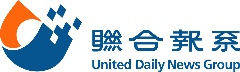 聯合報系
United Daily News Group